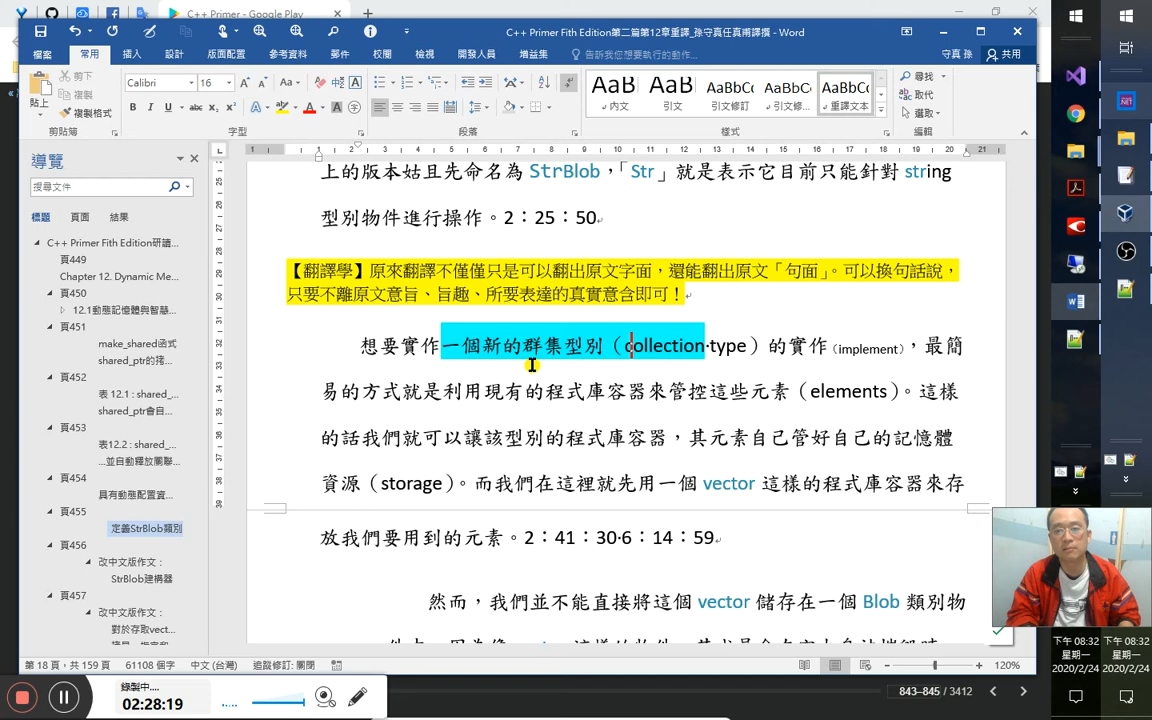 C++ Primer - Google Play
C++ Primer Fifth Edition第二篇第12章重譯_孫守真任真甫譯撰 - Word
檔案 常用 插入 設計 版面配置 參考資料 郵件 校閱 檢視 開發人員 增益集 告訴我您想要執行的動作... 守真 孫 共用
貼上 剪下 複製 複製格式
Calibri 16
AaB 內文 AaB 引文 AaBbCc 引文修訂 AaBbCc 引文修... AaBbCc 重譯文本
尋找 取代 選取
剪貼簿 字型 段落 樣式 編輯
導覽
搜尋文件
標題 頁面 結果
C++ Primer Fith Edition研讀...
頁449
Chapter 12. Dynamic Me...
頁450
12.1動態記憶體與智慧...
頁451
make_shared函式
shared_ptr的拷...
頁452
表 12.1 : shared_...
shared_ptr會自...
頁453
表12.2 : shared_...
...並自動釋放關聯...
頁454
具有動態配置資...
頁455
定義StrBlob類別
頁456
改中文版作文：
StrBlob建構器
頁457
改中文版作文：
對於存取vect...
上的版本姑且先命名為 StrBlob，「Str」就是表示它目前只能針對 string
型別物件進行操作。2：25：50
【翻譯學】原來翻譯不僅僅只是可以翻出原文字面，還能翻出原文「句面」。可以換句話說，
只要不離原文意旨、旨趣、所要表達的真實意含即可！
想要實作一個新的群集型別（collection·type）的實作（implement），最簡
易的方式就是利用現有的程式庫容器來管控這些元素（elements）。這樣
的話我們就可以讓該型別的程式庫容器，其元素自己管好自己的記憶體
資源（storage）。而我們在這裡就先用一個 vector 這樣的程式庫容器來存
放我們要用到的元素。2：41：30·6：14：59
然而，我們並不能直接將這個 vector 儲存在一個 Blob 類別物
第 18 頁，共 159 頁 61108 個字 中文 (台灣) 追蹤修訂: 關閉 120%
錄製中....
02:28:19
843–845 / 3412
下午 08:32 下午 08:32
星期一 星期一
2020/2/24 2020/2/24